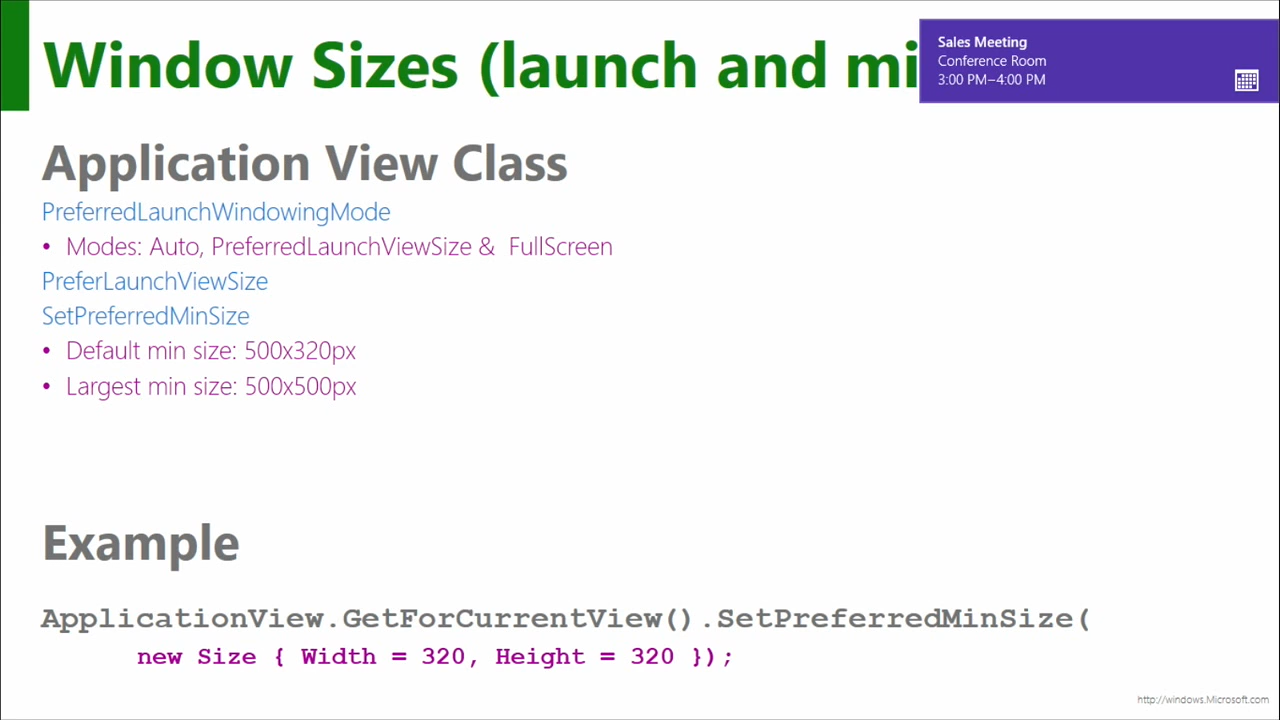 Window Sizes (launch and mi
Sales Meeting
Conference Room
3:00 PM–4:00 PM
Application View Class
PreferredLaunchWindowingMode
• Modes: Auto, PreferredLaunchViewSize & FullScreen
PreferLaunchViewSize
SetPreferredMinSize
• Default min size: 500x320px
• Largest min size: 500x500px
Example
ApplicationView.GetForCurrentView().SetPreferredMinSize(
new Size { Width = 320, Height = 320 });
http://windows.Microsoft.com